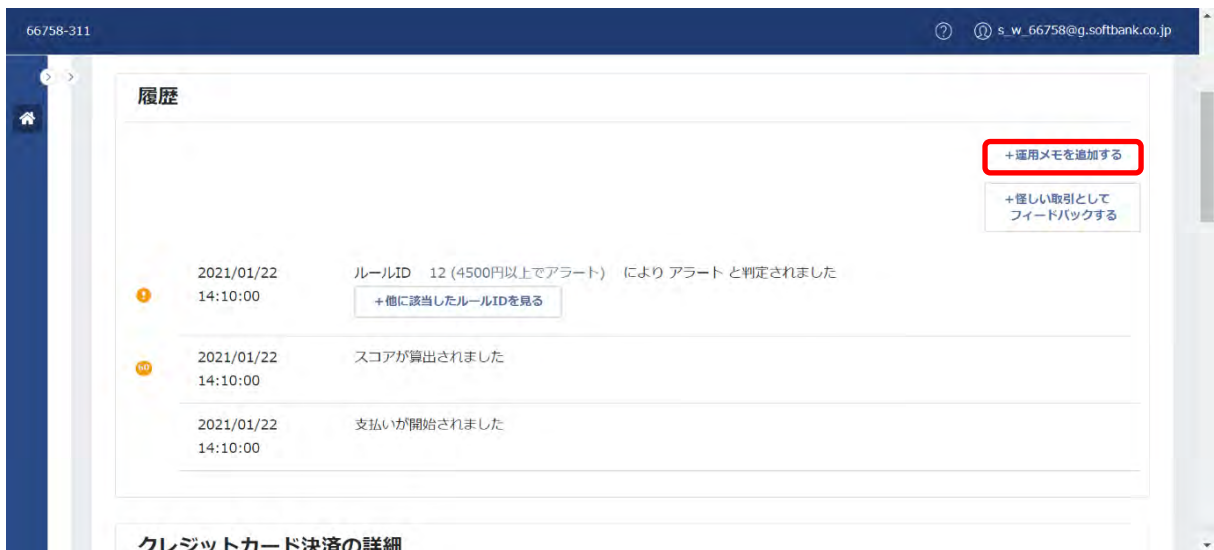 66758-311
s_w_66758@g.softbank.co.jp
履歴
+運用メモを追加する
+怪しい取引として
フィードバックする
2021/01/22
14:10:00
ルールID 12 (4500円以上でアラート) により アラート と判定されました
+他に該当したルールIDを見る
2021/01/22
14:10:00
スコアが算出されました
2021/01/22
14:10:00
支払いが開始されました
クレジットカード決済の詳細